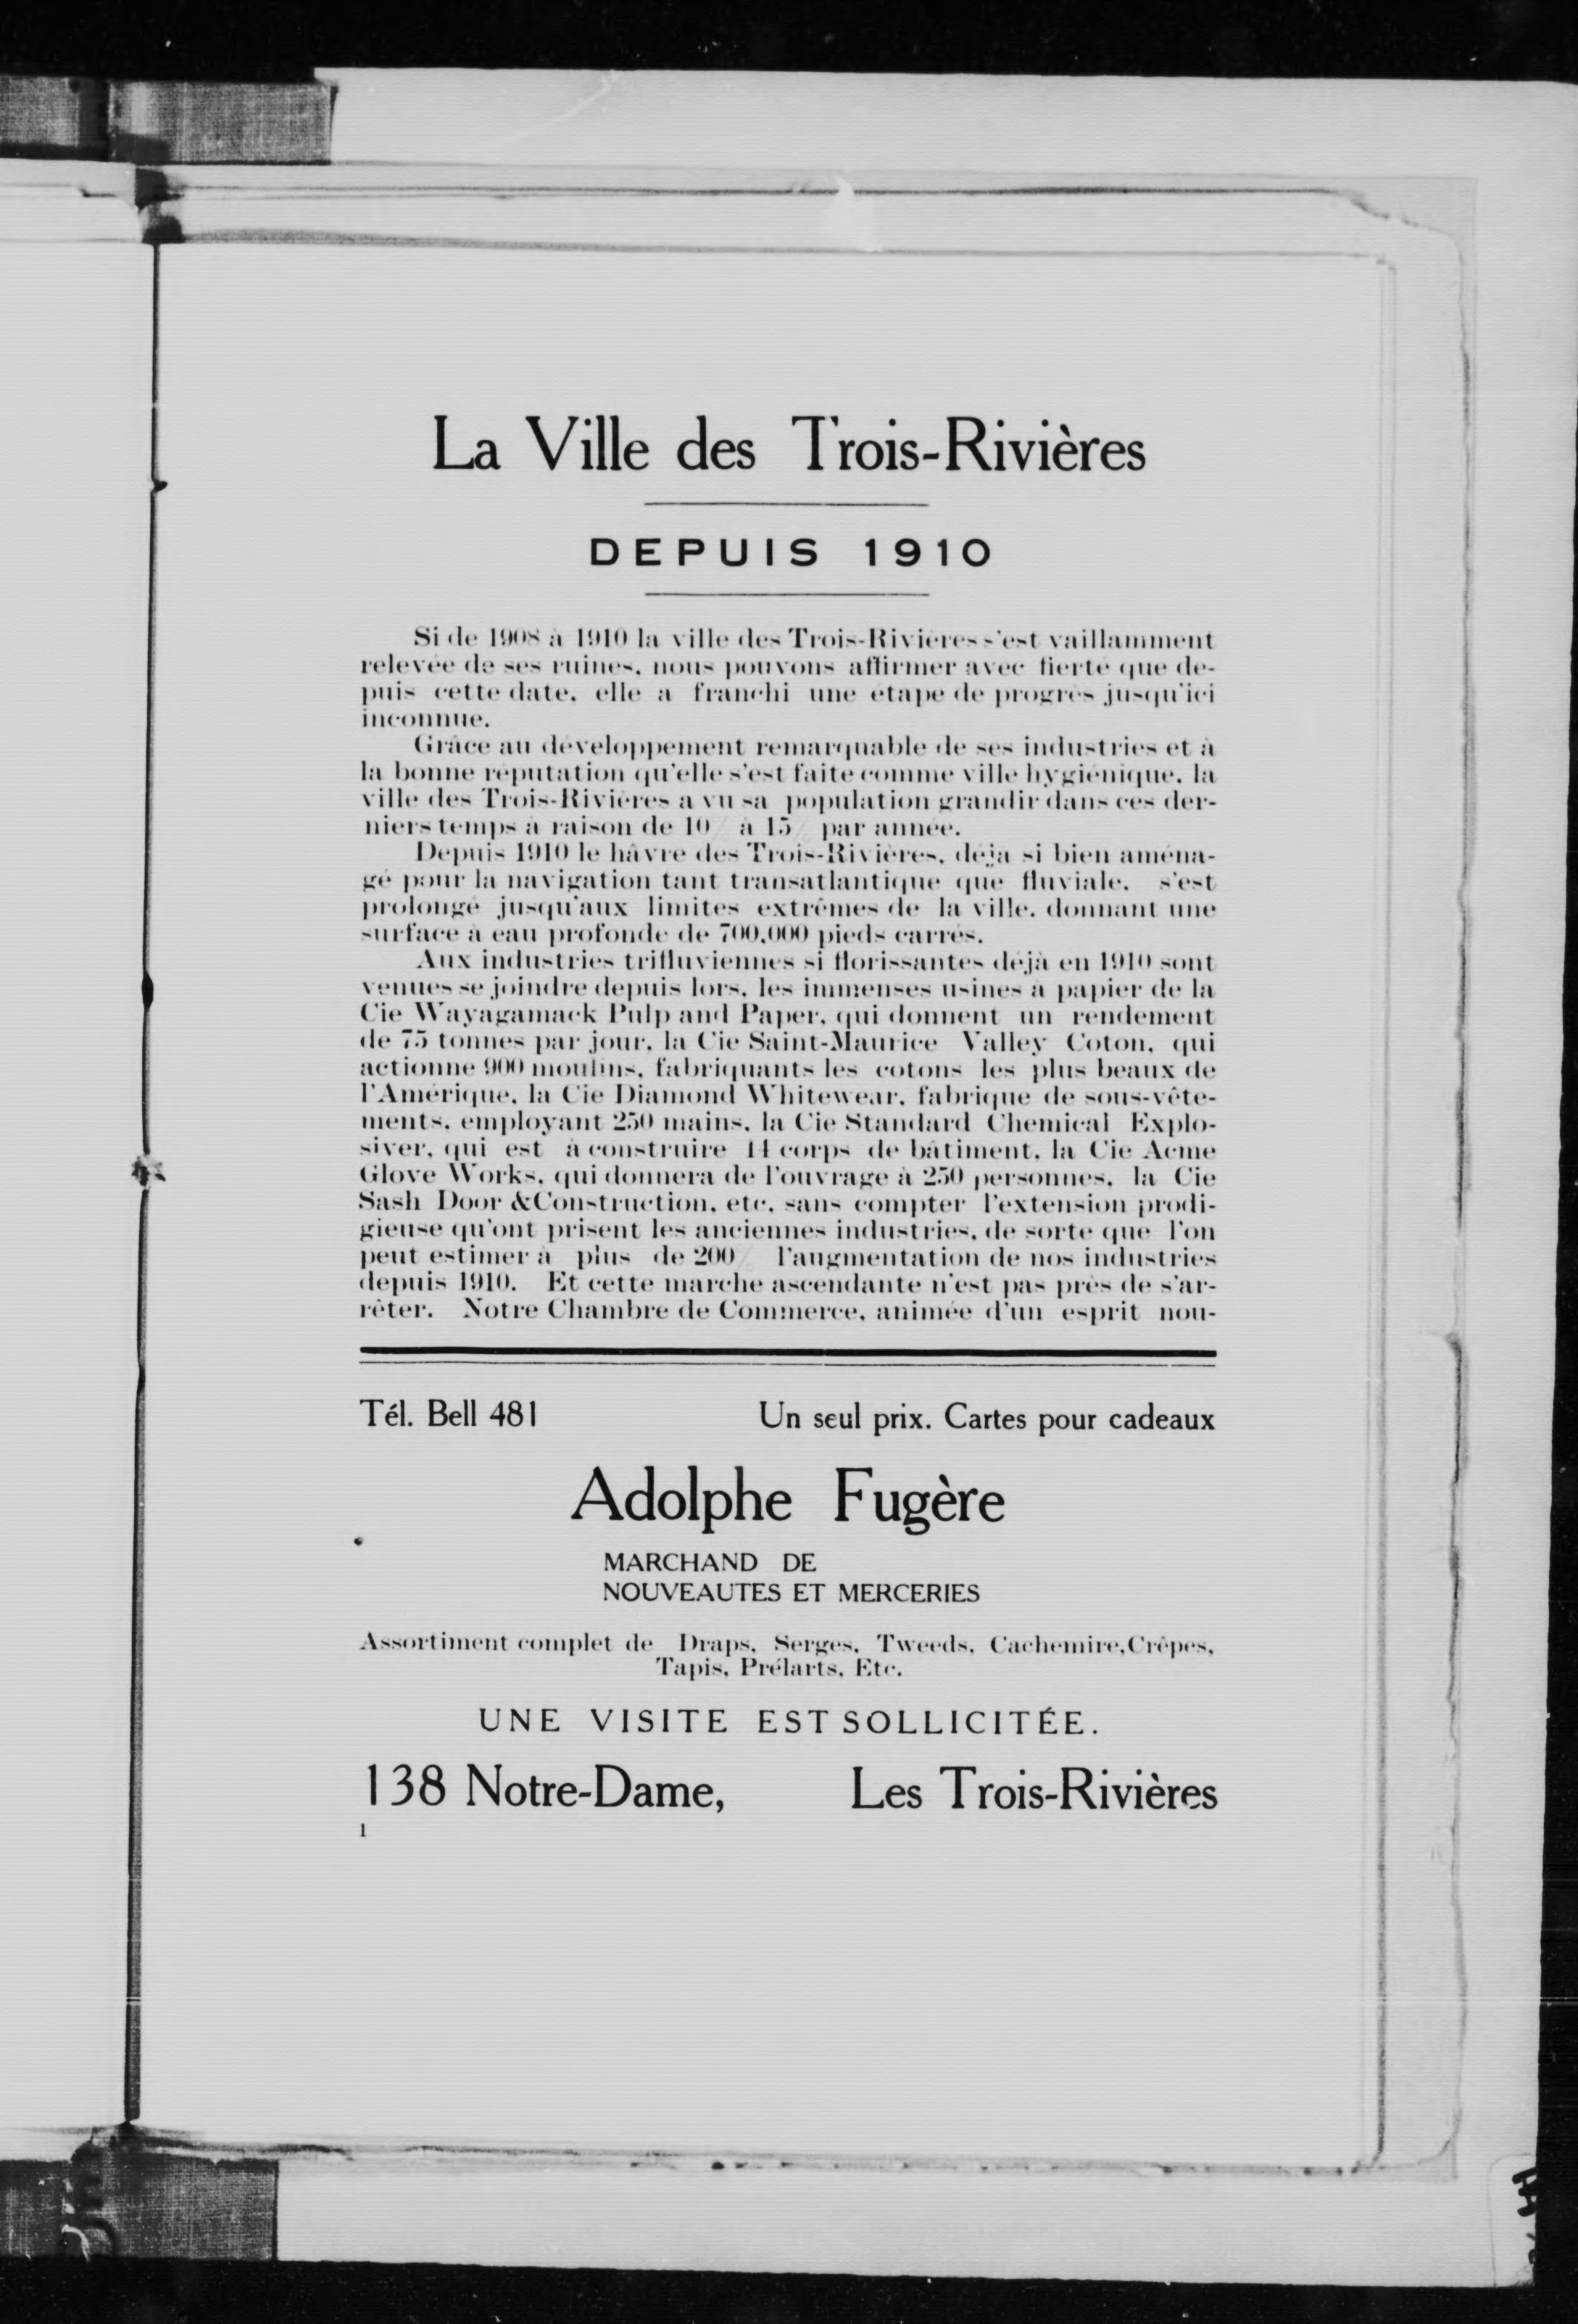 La Ville des Trois-Rivières
DEPUIS 1910
Si de 1908 à 1910 la ville des Trois-Rivières s'est vaillamment
relevée de ses ruines, nous pouvons affirmer avec fierté que de-
puis cette date, elle a franchi une étape de progrès jusqu'ici
inconnue.
Grâce au développement remarquable de ses industries et à
la bonne réputation qu'elle s'est faite comme ville hygiénique, la
ville des Trois-Rivières a vu sa population grandir dans ces der-
niers temps à raison de 10% à 15% par année.
Depuis 1910 le hâvre des Trois-Rivières, déjà si bien aména-
gé pour la navigation tant transatlantique que fluviale, s'est
prolongé jusqu'aux limites extrêmes de la ville, donnant une
surface à eau profonde de 700,000 pieds carrés.
Aux industries trifluviennes si florissantes déjà en 1910 sont
venues se joindre depuis lors, les immenses usines à papier de la
Cie Wayagamack Pulp and Paper, qui donnent un rendement
de 75 tonnes par jour, la Cie Saint-Maurice Valley Coton, qui
actionne 900 moulins, fabriquants les cotons les plus beaux de
l'Amérique, la Cie Diamond Whitewear, fabrique de sous-vête-
ments, employant 250 mains, la Cie Standard Chemical Explo-
siver, qui est à construire 14 corps de bâtiment, la Cie Acme
Glove Works, qui donnera de l'ouvrage à 250 personnes, la Cie
Sash Door &Construction, etc, sans compter l'extension prodi-
gieuse qu'ont prisent les anciennes industries, de sorte que l'on
peut estimer à plus de 200% l'augmentation de nos industries
depuis 1910. Et cette marche ascendante n'est pas près de s'ar-
rêter. Notre Chambre de Commerce, animée d'un esprit nou-
Tél. Bell 481 Un seul prix. Cartes pour cadeaux
Adolphe Fugère
MARCHAND DE
NOUVEAUTES ET MERCERIES
Assortiment complet de Draps, Serges, Tweeds, Cachemire,Crêpes,
Tapis, Prélarts, Etc.
UNE VISITE EST SOLLICITÉE.
138 Notre-Dame, Les Trois-Rivières
1